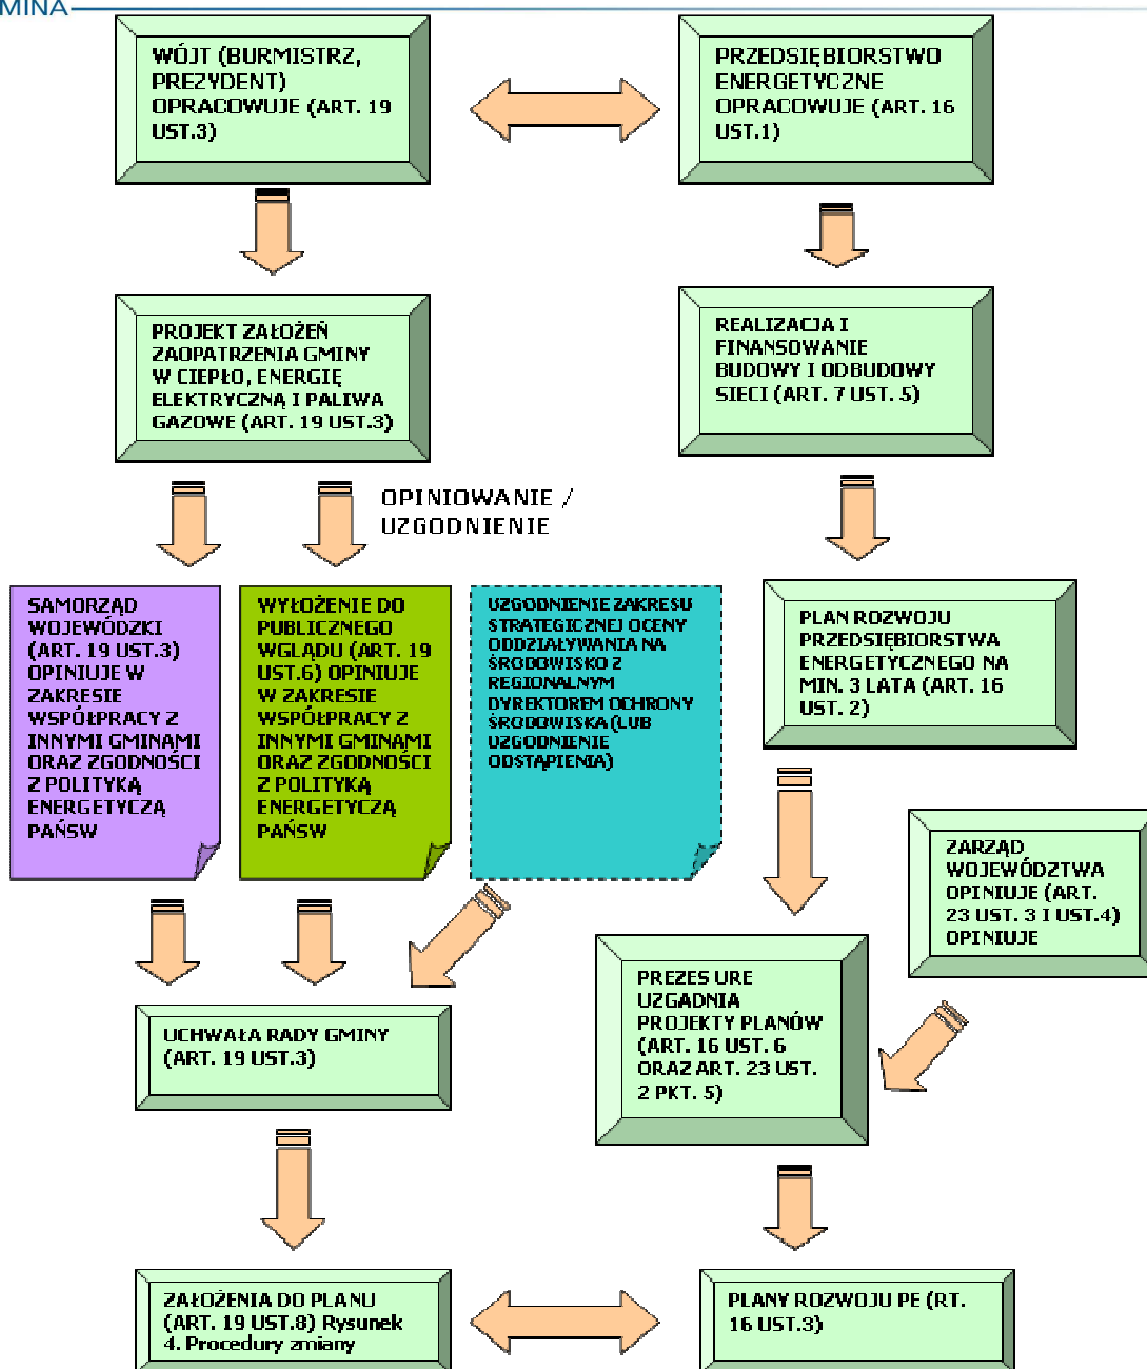 MINA
WÓJT (BURMISTRZ,
PREZYDENT)
OPRACOWUJE (ART. 19
UST.3)
PRZEDSIĘBIORSTWO
ENERGETYCZNE
OPRACOWUJE (ART. 16
UST.1)
PROJEKT ZAŁOŻEŃ
ZAOPATRZENIA GMINY
W CIEPŁO, ENERGIĘ
ELEKTRYCZNĄ I PALIWA
GAZOWE (ART. 19 UST.3)
REALIZACJA I
FINANSOWANIE
BUDOWY I ODBUDOWY
SIECI (ART. 7 UST. 5)
OPINIOWANIE /
UZGODNIENIE
SAMORZĄD
WOJEWÓDZKI
(ART. 19 UST.3)
OPINIUJE W
ZAKRESIE
WSPÓŁPRACY Z
INNYMI GMINAMI
ORAZ ZGODNOŚCI
Z POLITYKĄ
ENERGETYCZĄ
PAŃSW
WYŁOŻENIE DO
PUBLICZNEGO
WGLĄDU (ART. 19
UST.6) OPINIUJE
W ZAKRESIE
WSPÓŁPRACY Z
INNYMI GMINAMI
ORAZ ZGODNOŚCI
Z POLITYKĄ
ENERGETYCZĄ
PAŃSW
UZGODNIENIE ZAKRESU
STRATEGICZNEJ OCENY
ODDZIAŁYWANIA NA
ŚRODOWISKO Z
REGIONALNYM
DYREKTOREM OCHRONY
ŚRODOWISKA (LUB
UZGODNIENIE
ODSTĄPIENIA)
PLAN ROZWOJU
PRZEDSIĘBIORSTWA
ENERGETYCZNEGO NA
MIN. 3 LATA (ART. 16
UST. 2)
ZARZĄD
WOJEWÓDZTWA
OPINIUJE (ART.
23 UST. 3 I UST.4)
OPINIUJE
PREZES URE
UZGADNIA
PROJEKTY PLANÓW
(ART. 16 UST. 6
ORAZ ART. 23 UST.
2 PKT. 5)
UCHWAŁA RADY GMINY
(ART. 19 UST.3)
ZAŁOŻENIA DO PLANU
(ART. 19 UST.8) Rysunek
4. Procedury zmiany
PLANY ROZWOJU PE (RT.
16 UST.3)